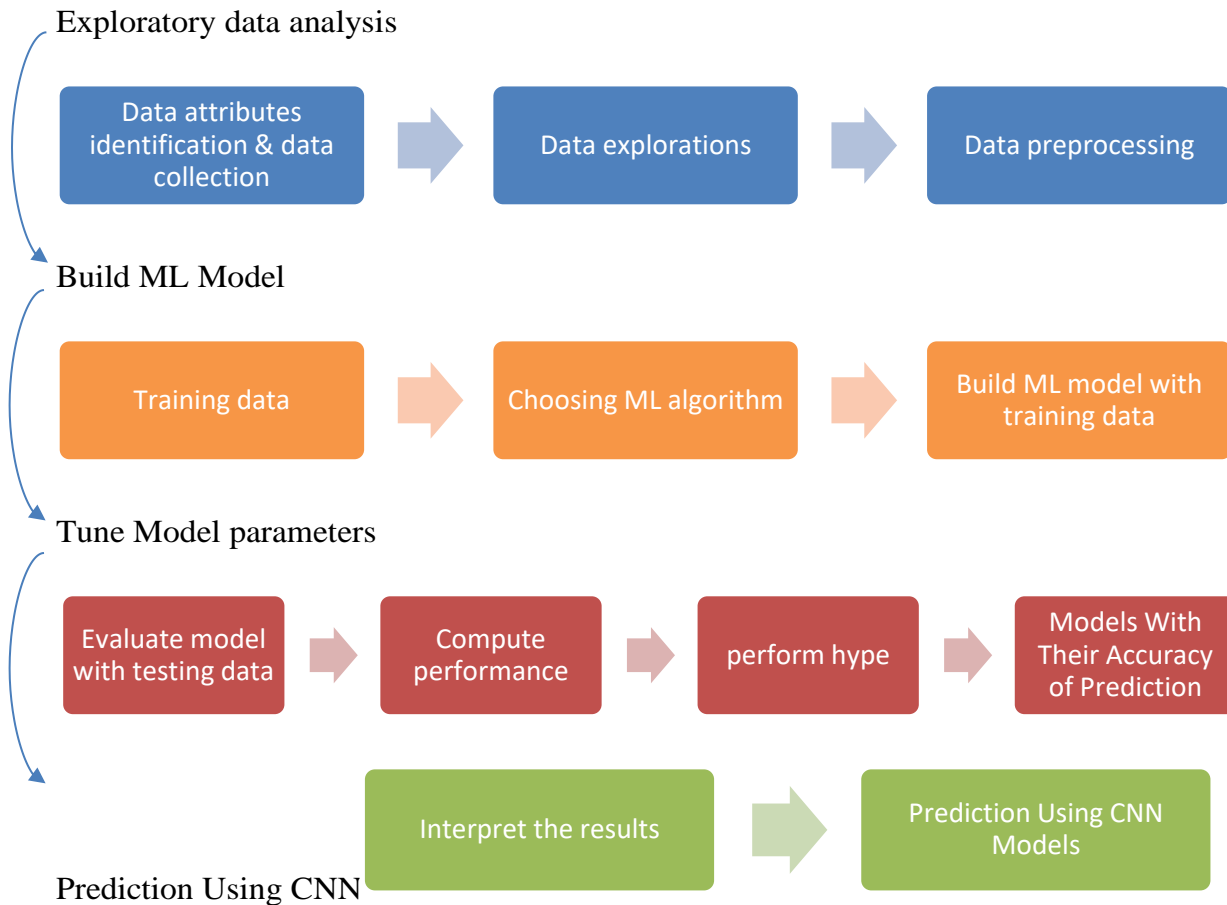 Exploratory data analysis
Data attributes
identification & data
collection
Data explorations
Data preprocessing
Build ML Model
Training data
Choosing ML algorithm
Build ML model with
training data
Tune Model parameters
Evaluate model
with testing data
Compute
performance
perform hype
Models With
Their Accuracy
of Prediction
Interpret the results
Prediction Using CNN
Models
Prediction Using CNN